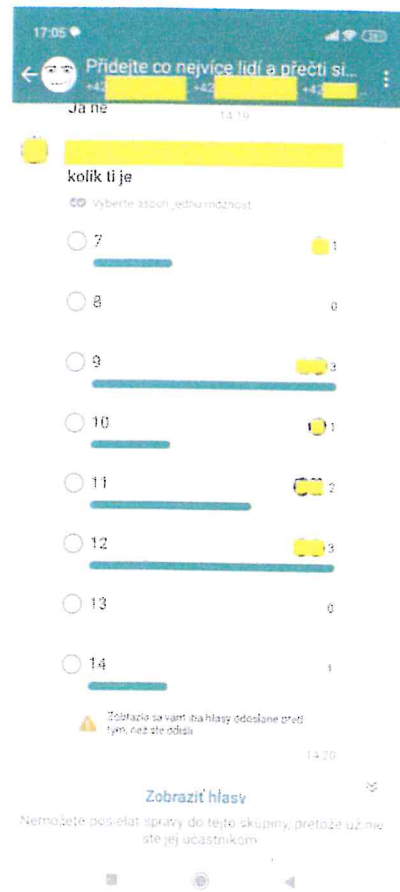 17:05
Přidejte co nejvíce lidí a přečti si...
+42 +42 +42
Ja ne
14:19
kolik ti je
Vyberte aspoň jednu možnost
7 1
8 0
9 3
10 1
11 2
12 3
13 0
14 1
Zobrazia sa vám iba hlasy odoslané pred
tým, než ste odišli
14:20
Zobraziť hlasy
Nemôžete posielať správy do tejto skupiny, pretože už nie
ste jej účastníkom